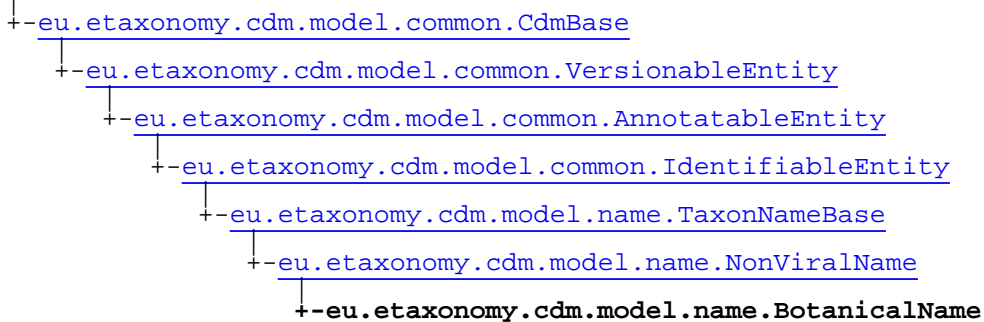 +-eu.etaxonomy.cdm.model.common.CdmBase
+-eu.etaxonomy.cdm.model.common.VersionableEntity
+-eu.etaxonomy.cdm.model.common.AnnotatableEntity
+-eu.etaxonomy.cdm.model.common.IdentifiableEntity
+-eu.etaxonomy.cdm.model.name.TaxonNameBase
+-eu.etaxonomy.cdm.model.name.NonViralName
+-eu.etaxonomy.cdm.model.name.BotanicalName